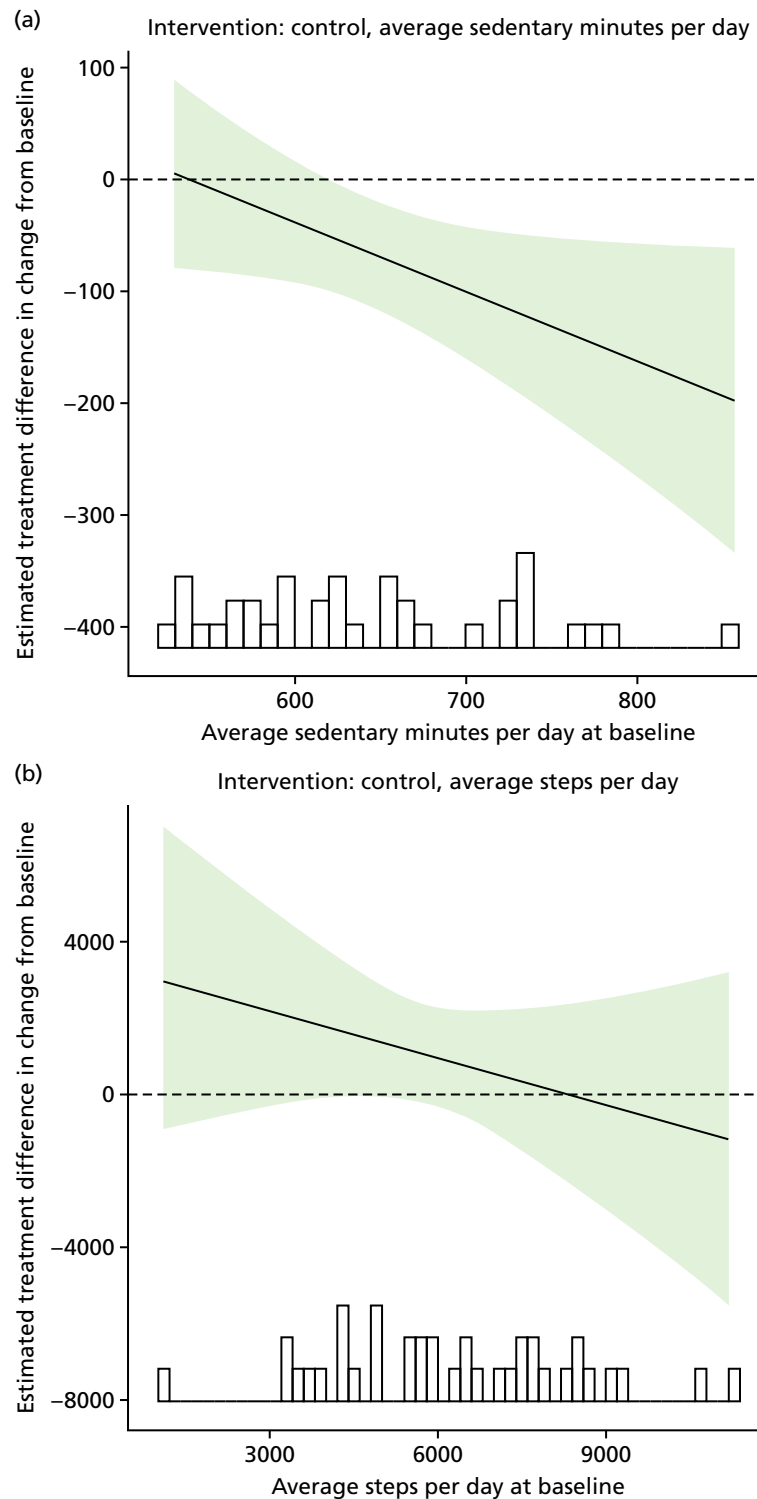 (a)
Intervention: control, average sedentary minutes per day
Estimated treatment difference in change from baseline
100
0
−100
−200
−300
−400
600 700 800
Average sedentary minutes per day at baseline
(b)
Intervention: control, average steps per day
Estimated treatment difference in change from baseline
4000
0
−4000
−8000
3000 6000 9000
Average steps per day at baseline